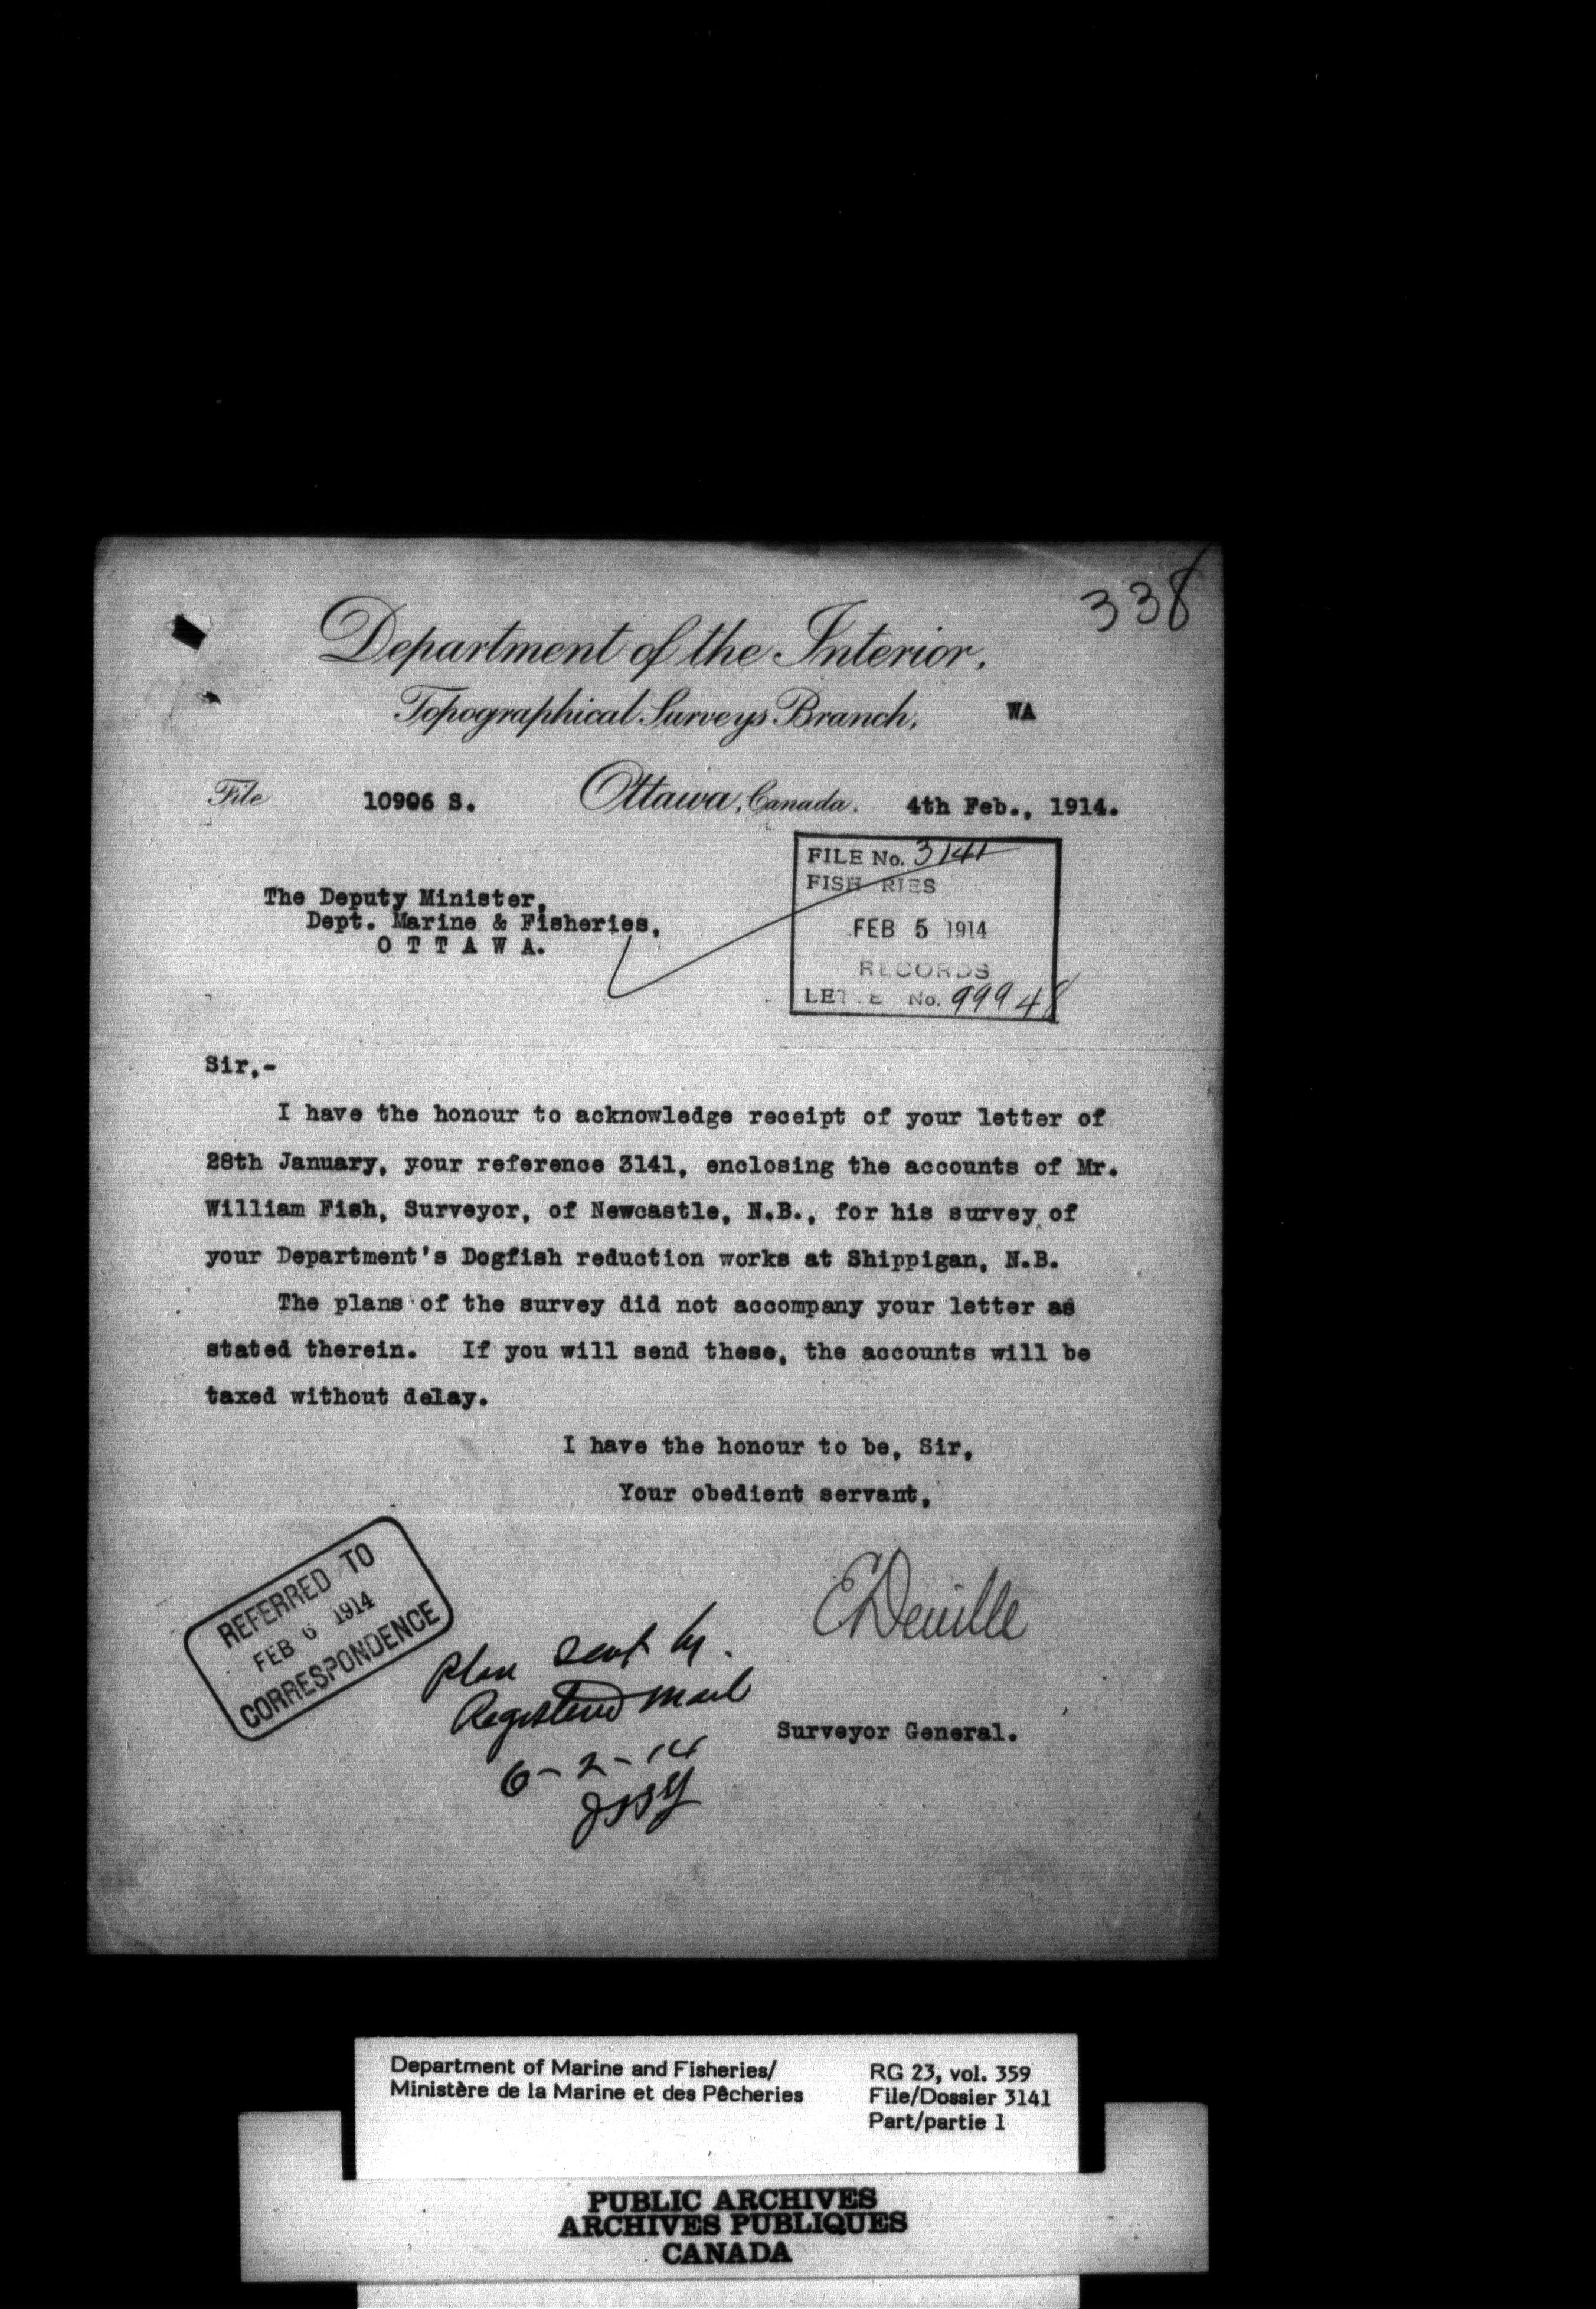 338
Department of the Interior,
Topographical Surveys Branch,
WA
File 10906 S. Ottawa, Canada. 4th Feb., 1914.
FILE No. 3141
FISH RIES
FEB 5 1914
RECORDS
LET E No. 99948
The Deputy Minister,
Dept. Marine & Fisheries,
O T T A W A.
Sir,-
I have the honour to acknowledge receipt of your letter of
28th January, your reference 3141, enclosing the accounts of Mr.
William Fish, Surveyor, of Newcastle, N.B., for his survey of
your Department's Dogfish reduction works at Shippigan, N.B.
The plans of the survey did not accompany your letter as
stated therein. If you will send these, the accounts will be
taxed without delay.
I have the honour to be, Sir,
Your obedient servant,
EDeville
Surveyor General.
REFERRED TO
FEB 6 1914
CORRESPONDENCE
Plan sent by
Registered mail
6-2-14
Department of Marine and Fisheries/
Ministère de la Marine et des Pêcheries
RG 23, vol. 359
File/Dossier 3141
Part/partie 1
PUBLIC ARCHIVES
ARCHIVES PUBLIQUES
CANADA